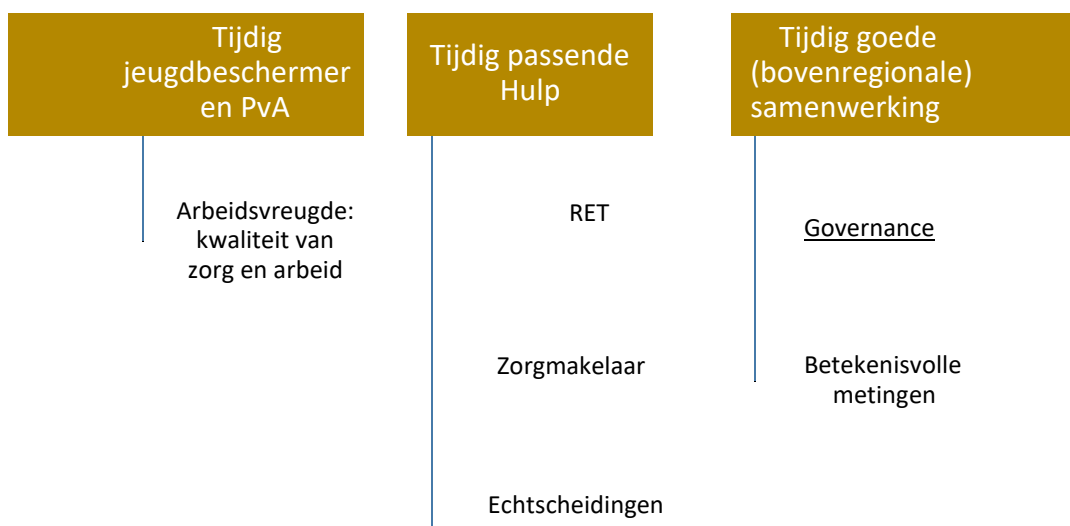 Tijdig
jeugdbeschermer
en PvA
Arbeidsvreugde:
kwaliteit van
zorg en arbeid
Tijdig passende
Hulp
RET
Zorgmakelaar
Echtscheidingen
Tijdig goede
(bovenregionale)
samenwerking
Governance
Betekenisvolle
metingen